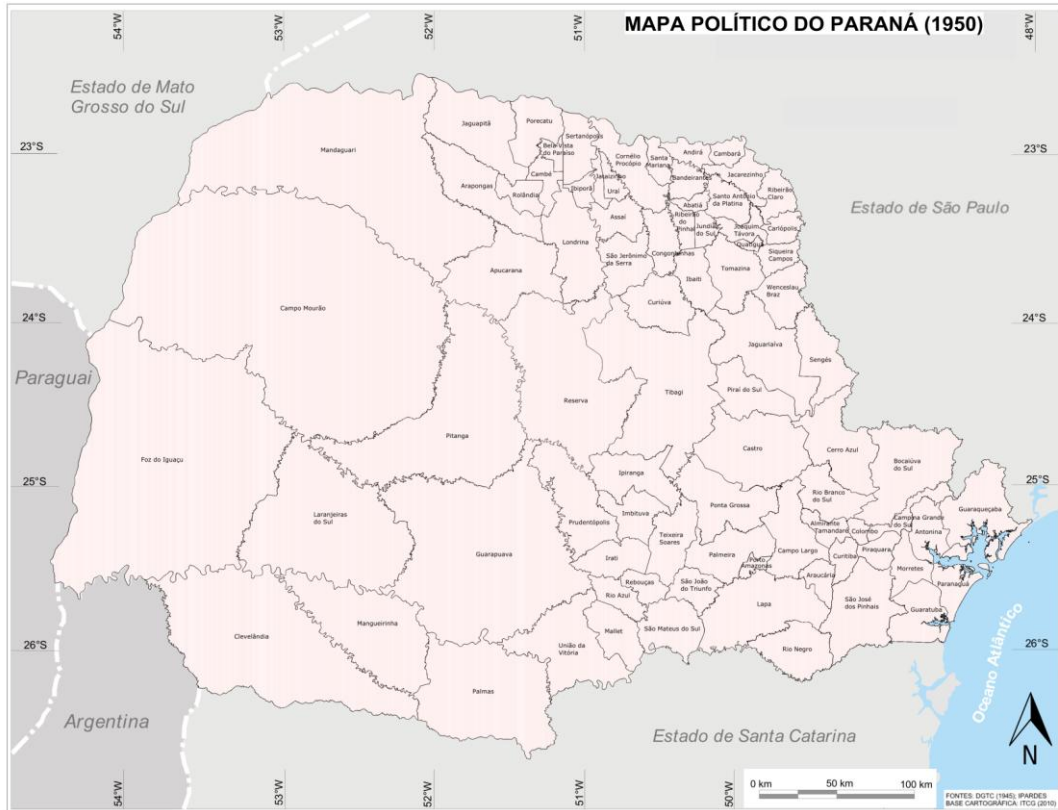 MAPA POLÍTICO DO PARANÁ (1950)
54°W
53°W
52°W
51°W
48°W
Estado de Mato
Grosso do Sul
23°S
23°S
Mandaguari
Jaguapitã
Porecatu
Sertanópolis
Bela Vista
do Paraíso
Cambé
Arapongas
Rolândia
Ibiporã
Jataizinho
Uraí
Cornélio
Procópio
Santa
Mariana
Andirá
Cambará
Bandeirantes
Jacarezinho
Abatiá
Santo Antônio
da Platina
Ribeirão
Claro
Estado de São Paulo
Assaí
Londrina
Ribeirão
do
Pinhal
Jundiaí
do Sul
Joaquim
Távora
Quatiguá
Carlópolis
Siqueira
Campos
São Jerônimo
da Serra
Congonhinhas
Apucarana
Ibaiti
Tomazina
Wenceslau
Braz
Curiúva
Campo Mourão
24°S
24°S
Jaguariaíva
Sengés
Paraguai
Piraí do Sul
Tibagi
Reserva
Pitanga
Foz do Iguaçu
Castro
Cerro Azul
Bocaiúva
do Sul
25°S
25°S
Ipiranga
Laranjeiras
do Sul
Ponta Grossa
Rio Branco
do Sul
Guaraqueçaba
Imbituva
Prudentópolis
Almirante
Tamandaré
Colombo
Campina Grande
do Sul
Antonina
Guarapuava
Teixeira
Soares
Palmeira
Porto
Amazonas
Campo Largo
Curitiba
Piraquara
Irati
Morretes
Paranaguá
Rebouças
São João
do Triunfo
Araucária
Rio Azul
Lapa
São José
dos Pinhais
Guaratuba
Mangueirinha
Clevelândia
Mallet
São Mateus do Sul
União da
Vitória
Rio Negro
26°S
26°S
Palmas
Oceano Atlântico
Argentina
Estado de Santa Catarina
N
0 km
50 km
100 km
54°W
53°W
52°W
51°W
50°W
FONTES: DGTC (1945); IPARDES
BASE CARTOGRÁFICA: ITCG (2010)